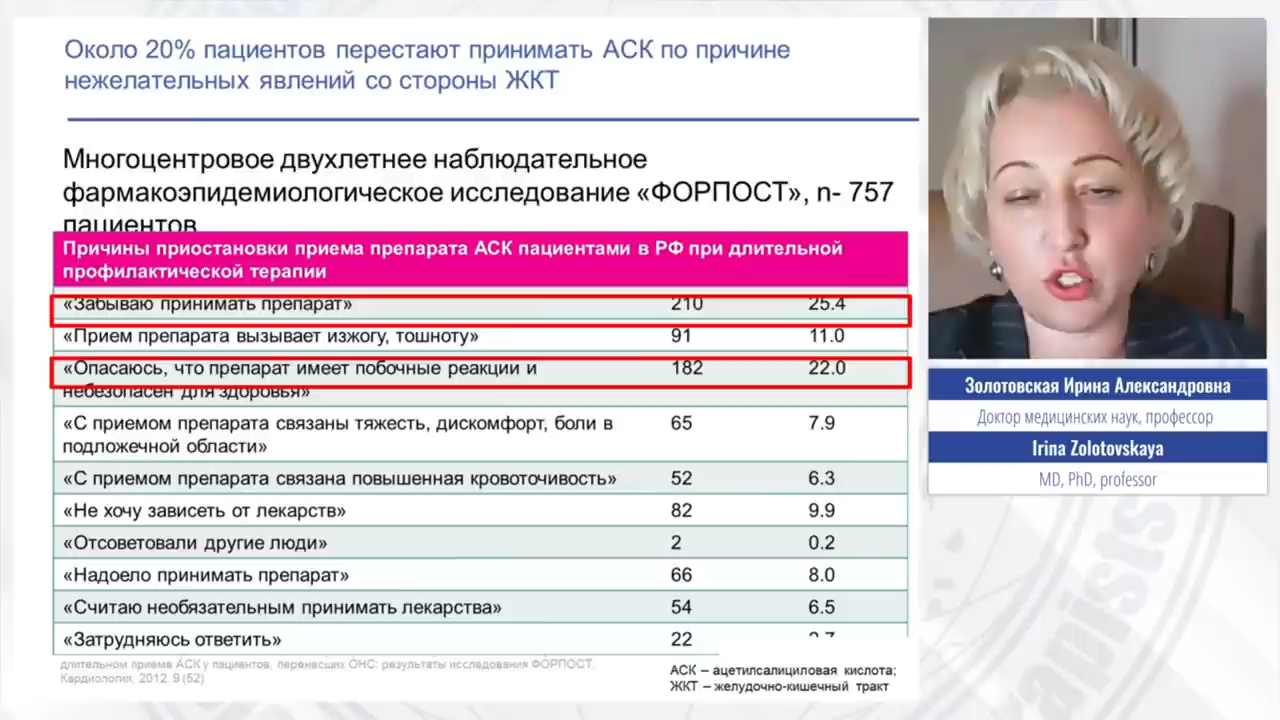 Около 20% пациентов перестают принимать АСК по причине
нежелательных явлений со стороны ЖКТ
Многоцентровое двухлетнее наблюдательное
фармакоэпидемиологическое исследование «ФОРПОСТ», n- 757
пациентов
Причины приостановки приема препарата АСК пациентами в РФ при длительной
профилактической терапии
«Забываю принимать препарат» 210 25.4
«Прием препарата вызывает изжогу, тошноту» 91 11.0
«Опасаюсь, что препарат имеет побочные реакции и 182 22.0
небезопасен для здоровья»
«С приемом препарата связаны тяжесть, дискомфорт, боли в 65 7.9
подложечной области»
«С приемом препарата связана повышенная кровоточивость» 52 6.3
«Не хочу зависеть от лекарств» 82 9.9
«Отсоветовали другие люди» 2 0.2
«Надоело принимать препарат» 66 8.0
«Считаю необязательным принимать лекарства» 54 6.5
«Затрудняюсь ответить» 22
длительном приема АСК у пациентов, перенесших ОНС: результаты исследования ФОРПОСТ.
Кардиология, 2012, 9 (52)
АСК – ацетилсалициловая кислота;
ЖКТ – желудочно-кишечный тракт
Золотовская Ирина Александровна
Доктор медицинских наук, профессор
Irina Zolotovskaya
MD, PhD, professor